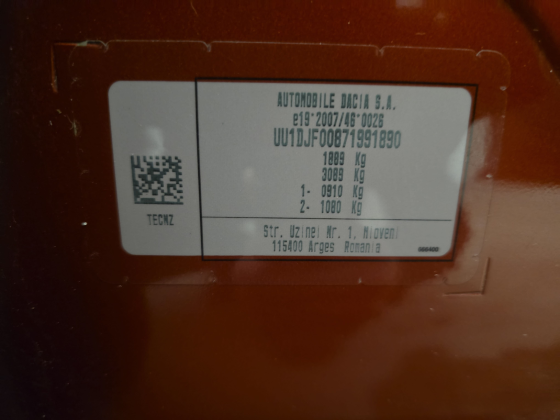 AUTOMOBILE DACIA S.A.
e19*2007/46*0026
UU1DJF00871991890
1889 Kg
3089 Kg
1- 0910 Kg
2- 1080 Kg
TECMZ
Str. Uzinei Nr. 1, Mioveni
115400 Arges Romania